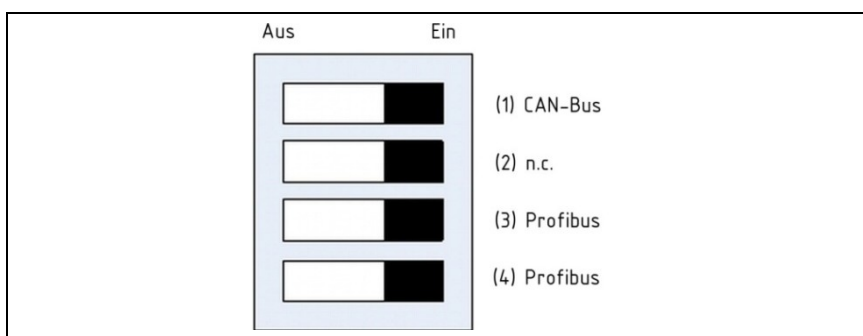 Aus Ein
(1) CAN-Bus
(2) n.c.
(3) Profibus
(4) Profibus